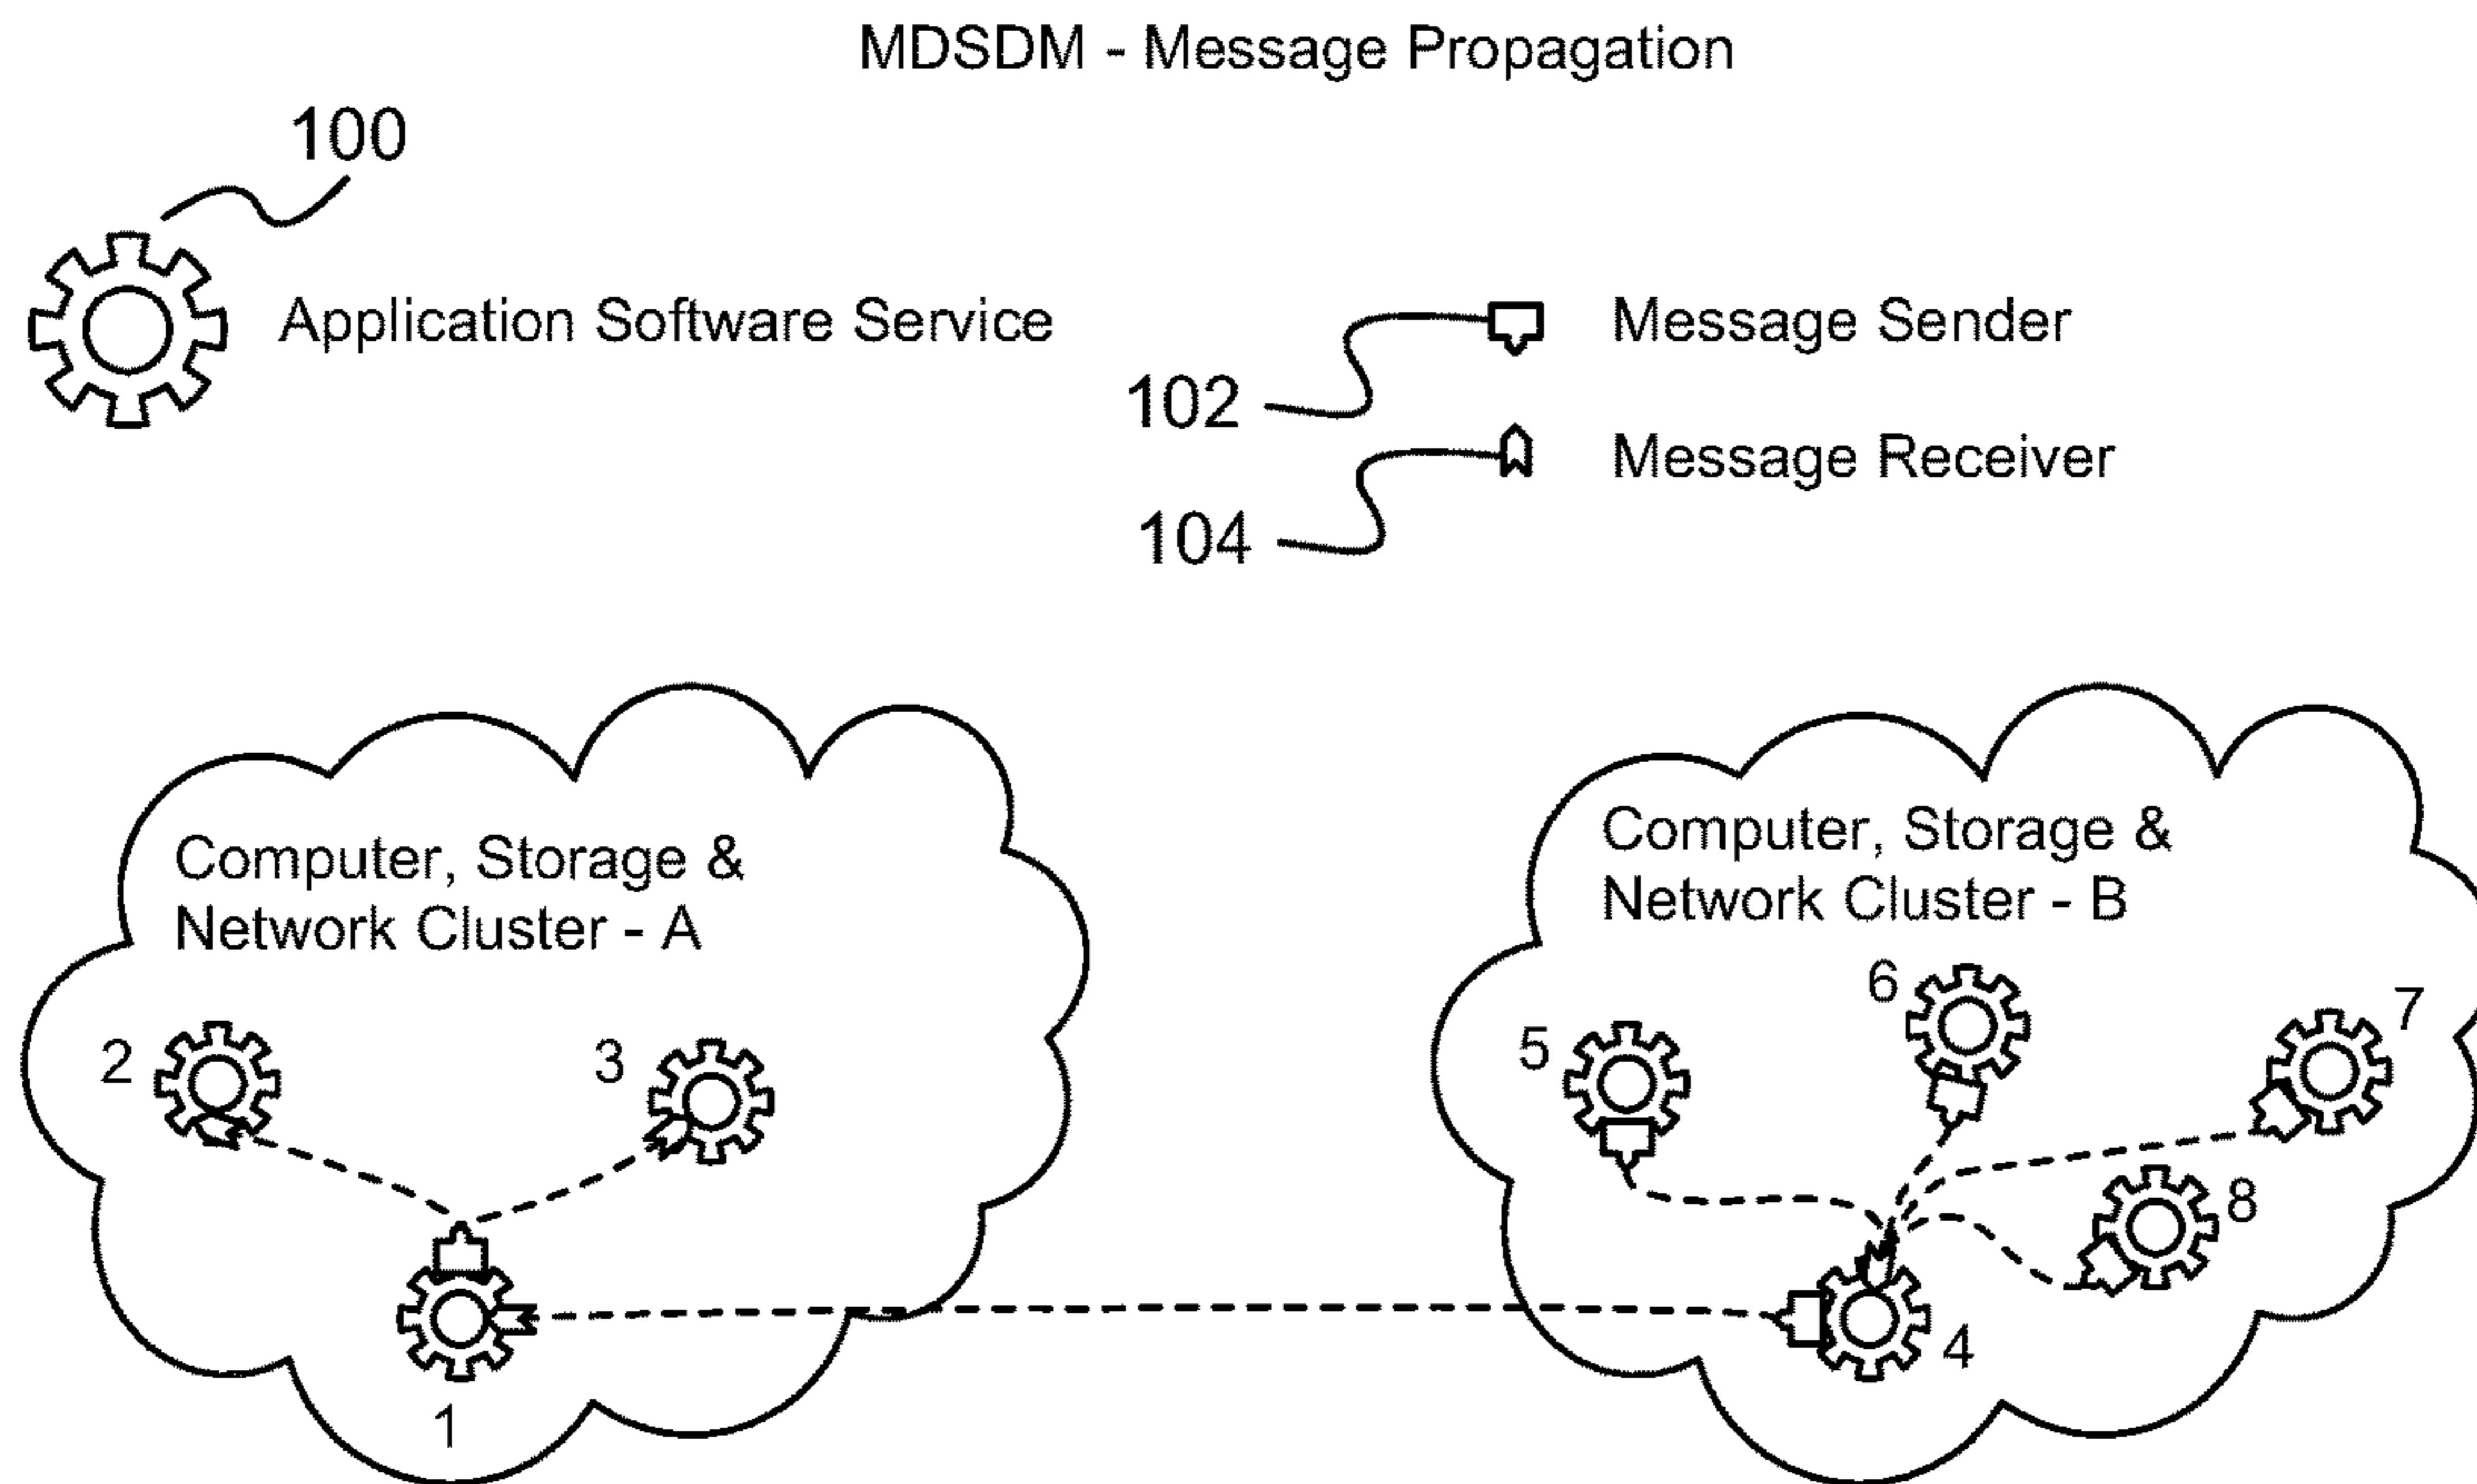 MDSDM - Message Propagation
100
Application Software Service
102
Message Sender
104
Message Receiver
Computer, Storage &
Network Cluster - A
2
3
1
Computer, Storage &
Network Cluster - B
5
6
7
8
4